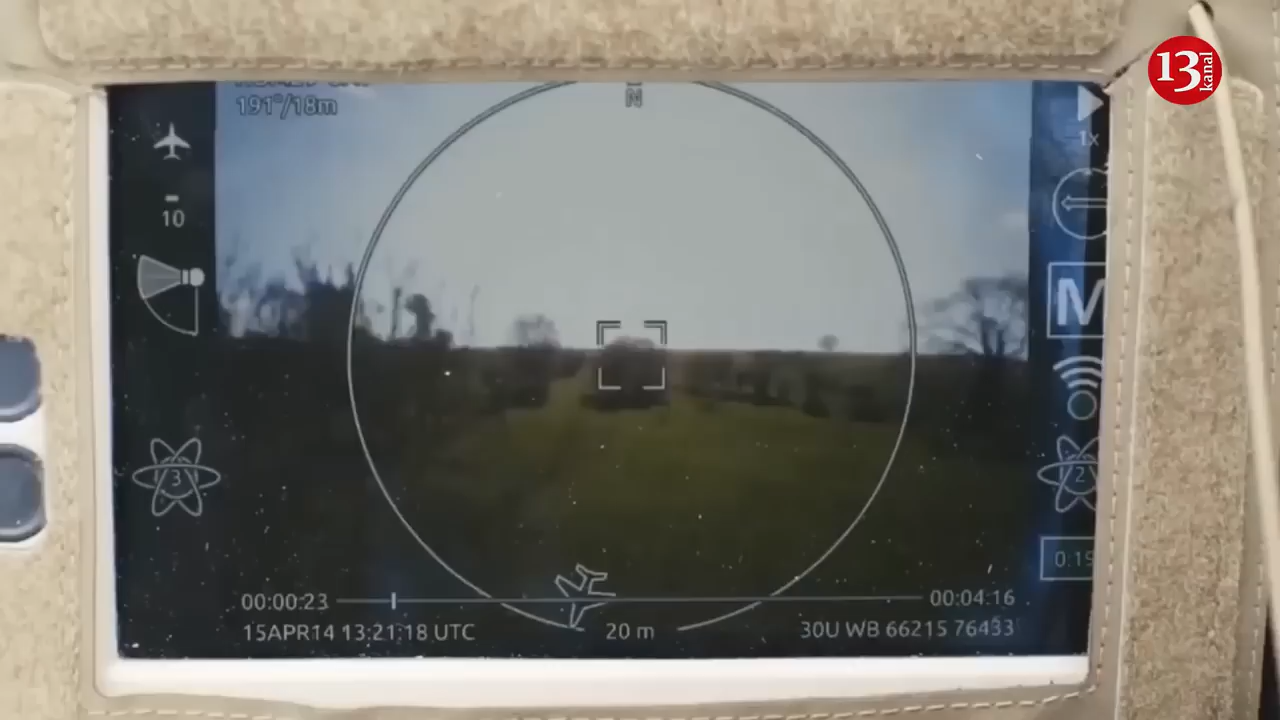 13
kanal
191°/18m
N
1x
10
M
3
2
0.19
00:00:23
00:04:16
15APR14 13:21:18 UTC
20 m
30U WB 66215 76433